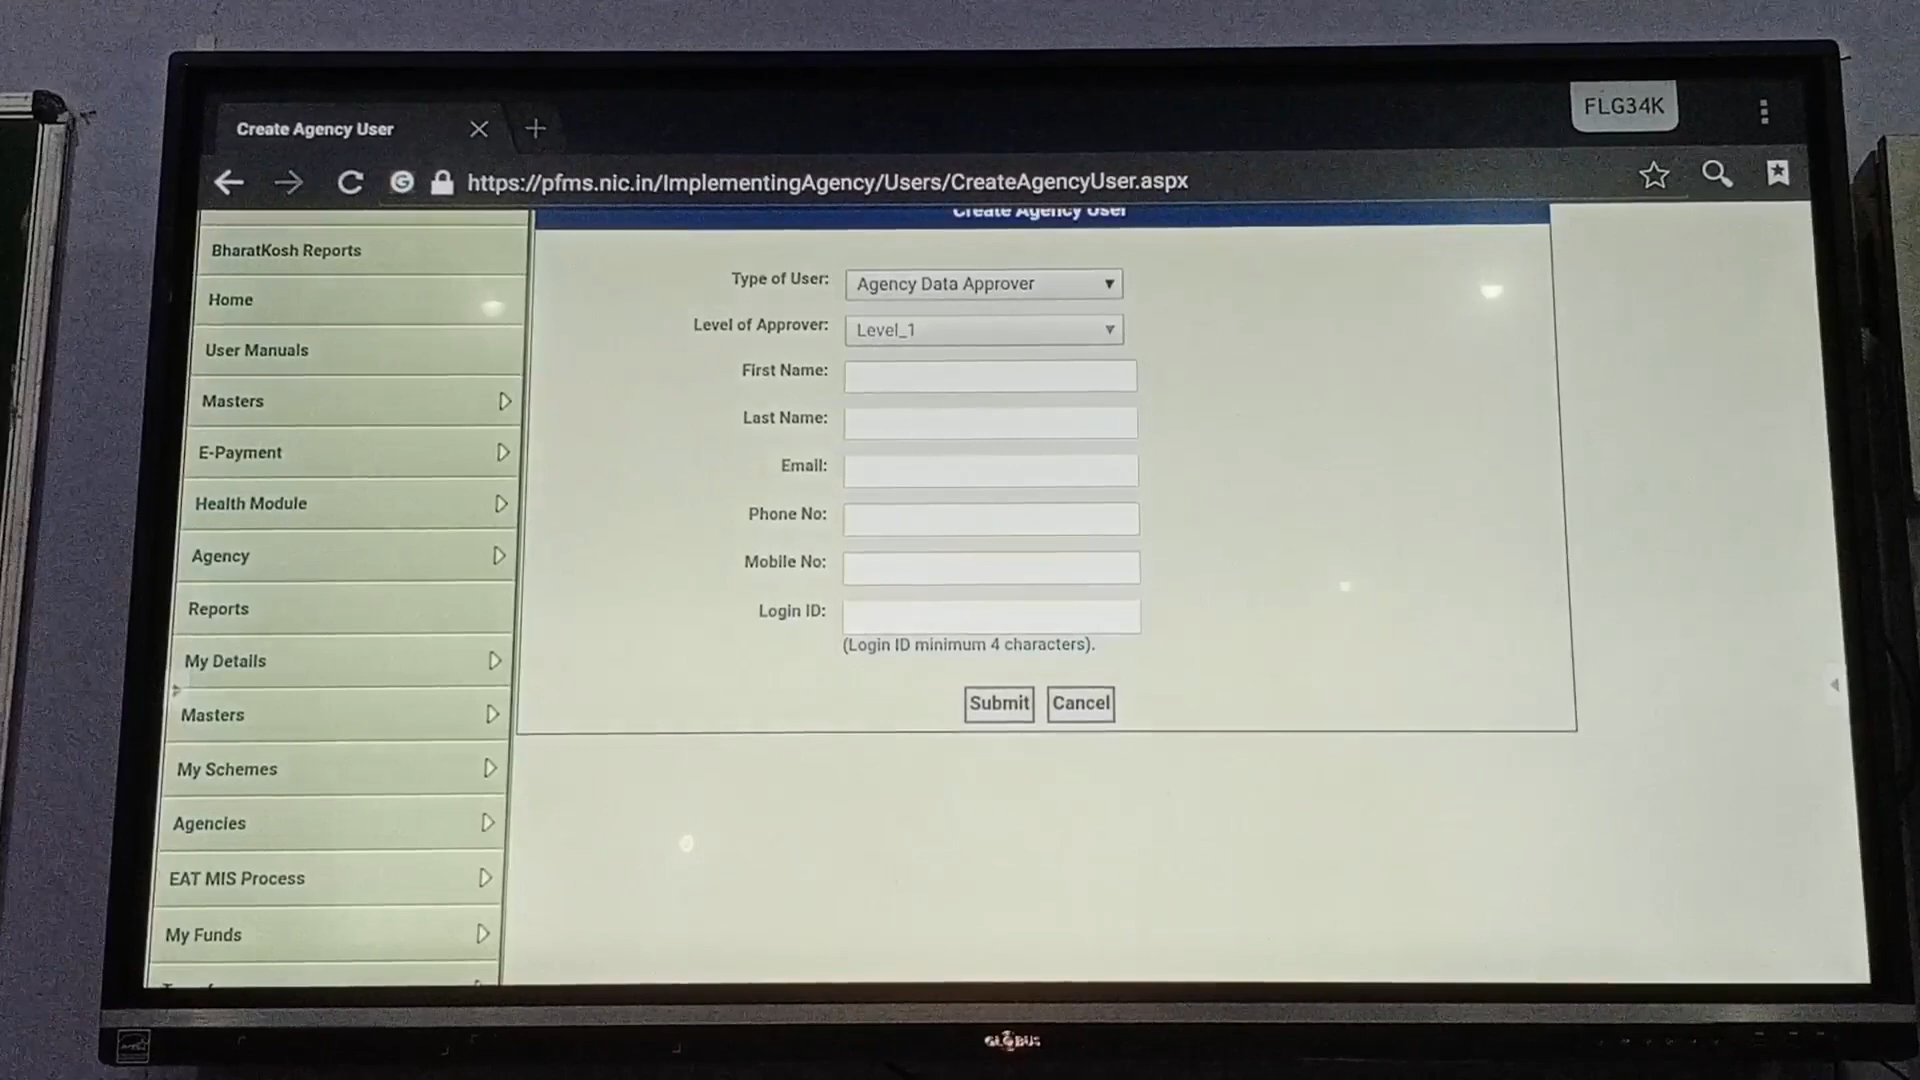 FLG34K
Create Agency User
https://pfms.nic.in/ImplementingAgency/Users/CreateAgencyUser.aspx
Create Agency User
BharatKosh Reports
Home
User Manuals
Masters
E-Payment
Health Module
Agency
Reports
My Details
Masters
My Schemes
Agencies
EAT MIS Process
My Funds
Type of User: Agency Data Approver
Level of Approver: Level_1
First Name:
Last Name:
Email:
Phone No:
Mobile No:
Login ID:
(Login ID minimum 4 characters).
Submit Cancel
GLOBUS